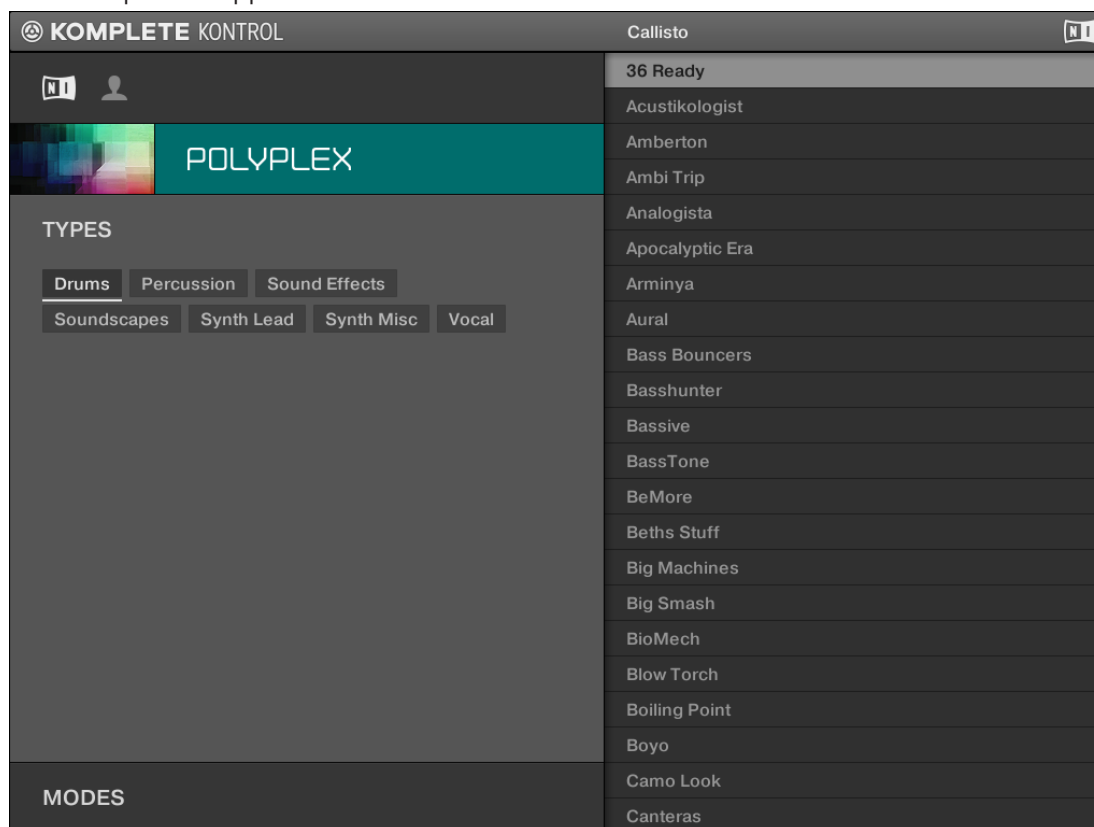 KOMPLETE KONTROL
Callisto
NI
NI
POLYPLEX
TYPES
Drums Percussion Sound Effects
Soundscapes Synth Lead Synth Misc Vocal
MODES
36 Ready
Acustikologist
Amberton
Ambi Trip
Analogista
Apocalyptic Era
Arminya
Aural
Bass Bouncers
Basshunter
Bassive
BassTone
BeMore
Beths Stuff
Big Machines
Big Smash
BioMech
Blow Torch
Boiling Point
Boyo
Camo Look
Canteras